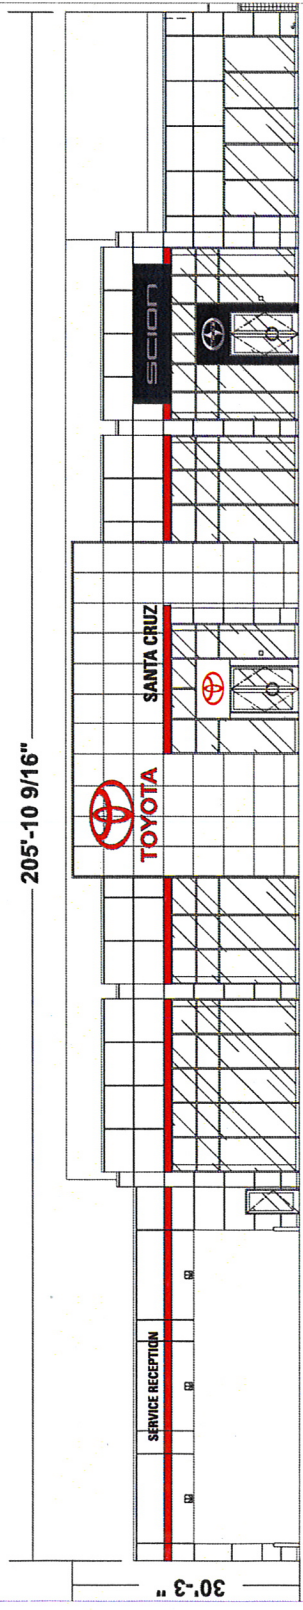 205'-10 9/16"
30'-3 "
SERVICE RECEPTION
TOYOTA
SANTA CRUZ
SCION